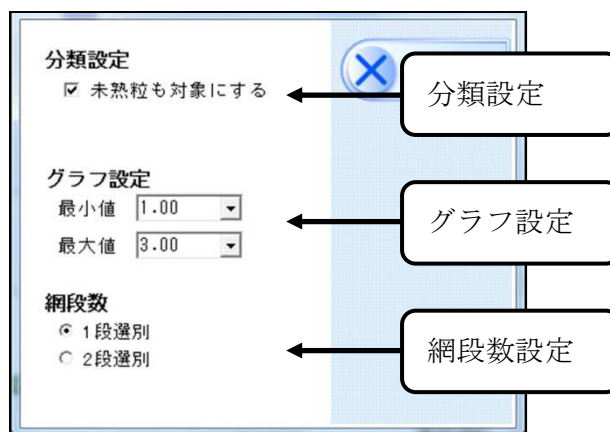 分類設定
未熟粒も対象にする
分類設定
グラフ設定
最小値 1.00
最大値 3.00
グラフ設定
網段数
1段選別
2段選別
網段数設定